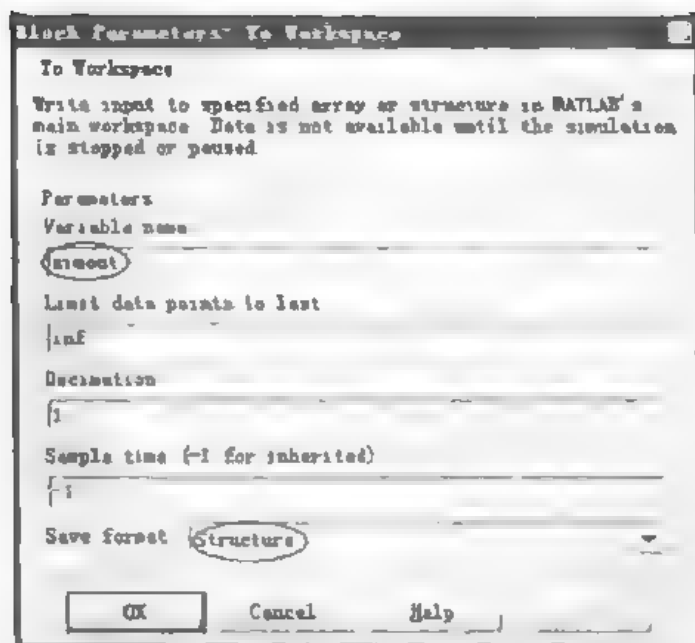 Block Parameters: To Workspace
To Workspace
Write input to specified array or structure in MATLAB's
main workspace. Data is not available until the simulation
is stopped or paused
Parameters
Variable name
simout
Limit data points to last
inf
Decimation
1
Sample time (-1 for inherited)
-1
Save format Structure
OK Cancel Help